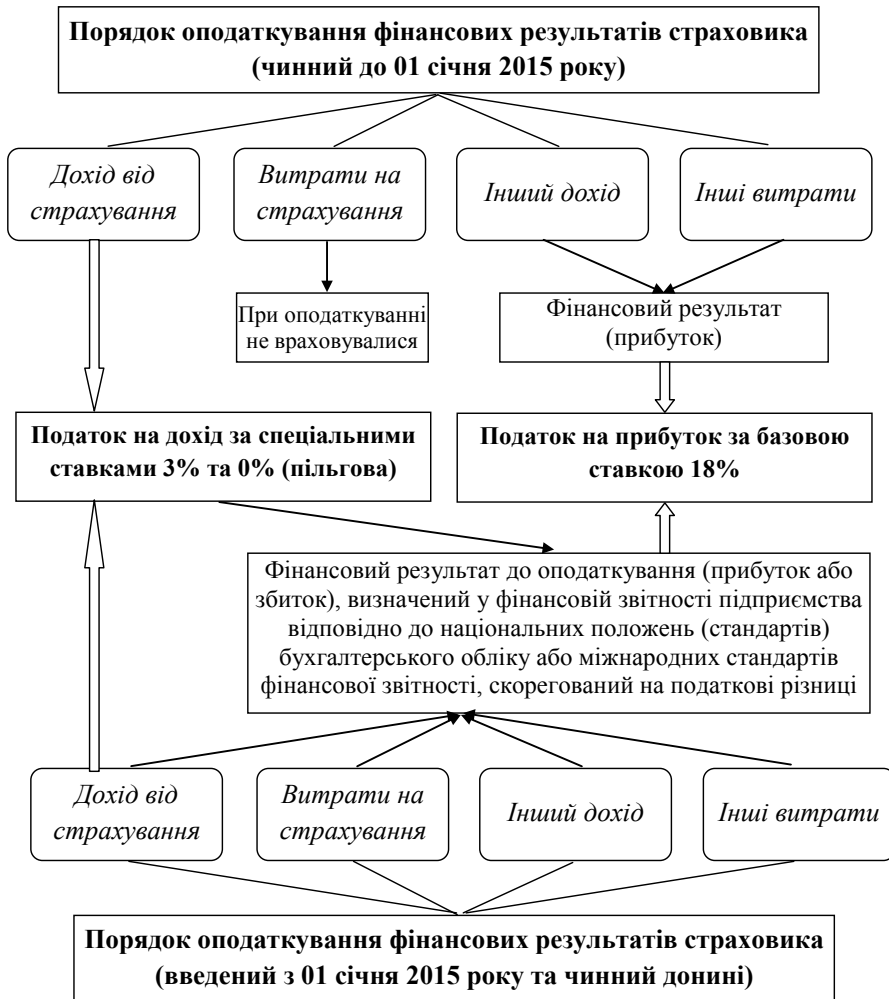 Порядок оподаткування фінансових результатів страховика
(чинний до 01 січня 2015 року)
Дохід від
страхування
Витрати на
страхування
Інший дохід
Інші витрати
При оподаткуванні
не враховувалися
Фінансовий результат
(прибуток)
Податок на дохід за спеціальними
ставками 3% та 0% (пільгова)
Податок на прибуток за базовою
ставкою 18%
Фінансовий результат до оподаткування (прибуток або
збиток), визначений у фінансовій звітності підприємства
відповідно до національних положень (стандартів)
бухгалтерського обліку або міжнародних стандартів
фінансової звітності, скорегований на податкові різниці
Дохід від
страхування
Витрати на
страхування
Інший дохід
Інші витрати
Порядок оподаткування фінансових результатів страховика
(введений з 01 січня 2015 року та чинний донині)